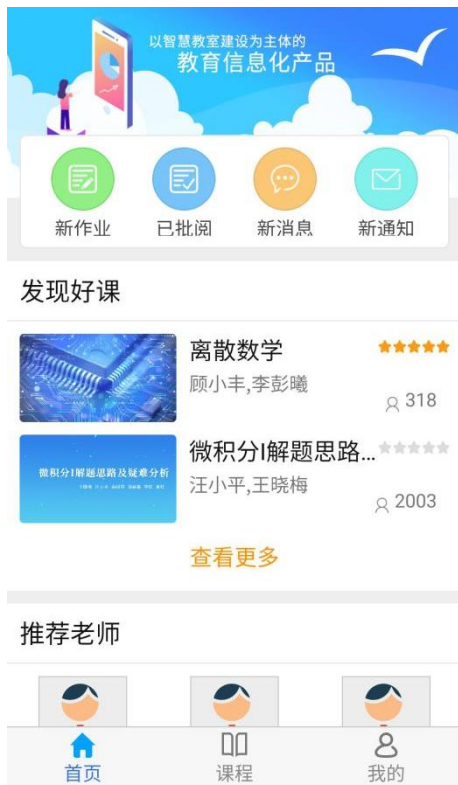 以智慧教室建设为主体的
教育信息化产品
新作业
已批阅
新消息
新通知
发现好课
离散数学
顾小丰,李彭曦
318
微积分1解题思路及疑难分析
微积分I解题思路...
汪小平,王晓梅
2003
查看更多
推荐老师
首页
课程
我的